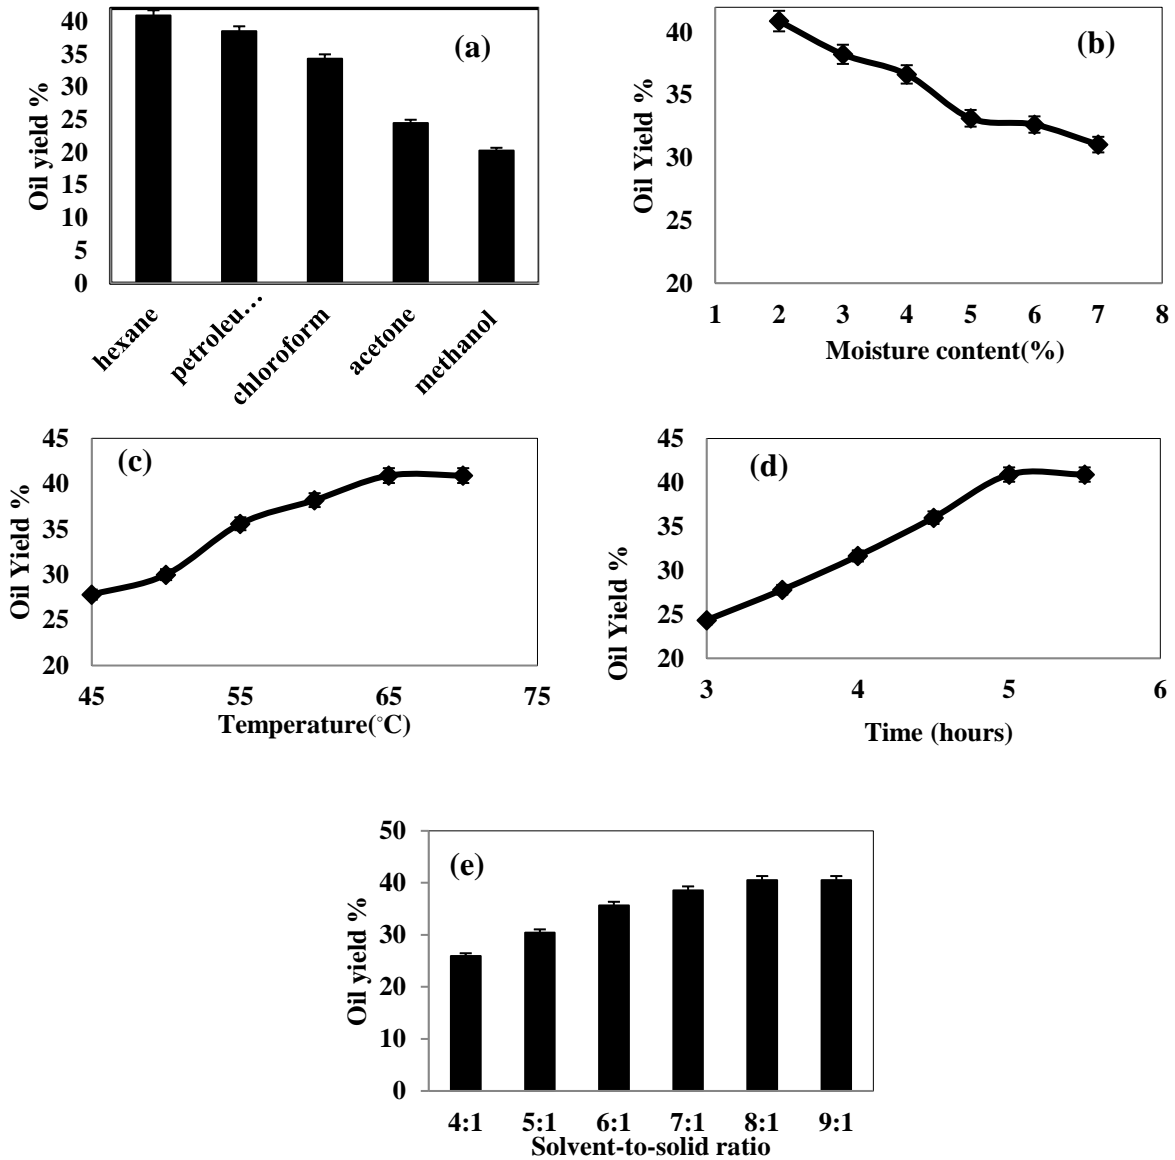 (a)
Oil yield %
40
35
30
25
20
15
10
5
0
hexane
petroleu…
chloroform
acetone
methanol
(b)
Oil Yield %
40
35
30
25
20
1 2 3 4 5 6 7 8
Moisture content(%)
(c)
Oil Yield %
45
40
35
30
25
20
45 55 65 75
Temperature(°C)
(d)
Oil Yield %
45
40
35
30
25
20
3 4 5 6
Time (hours)
(e)
Oil yield %
50
40
30
20
10
0
4:1 5:1 6:1 7:1 8:1 9:1
Solvent-to-solid ratio